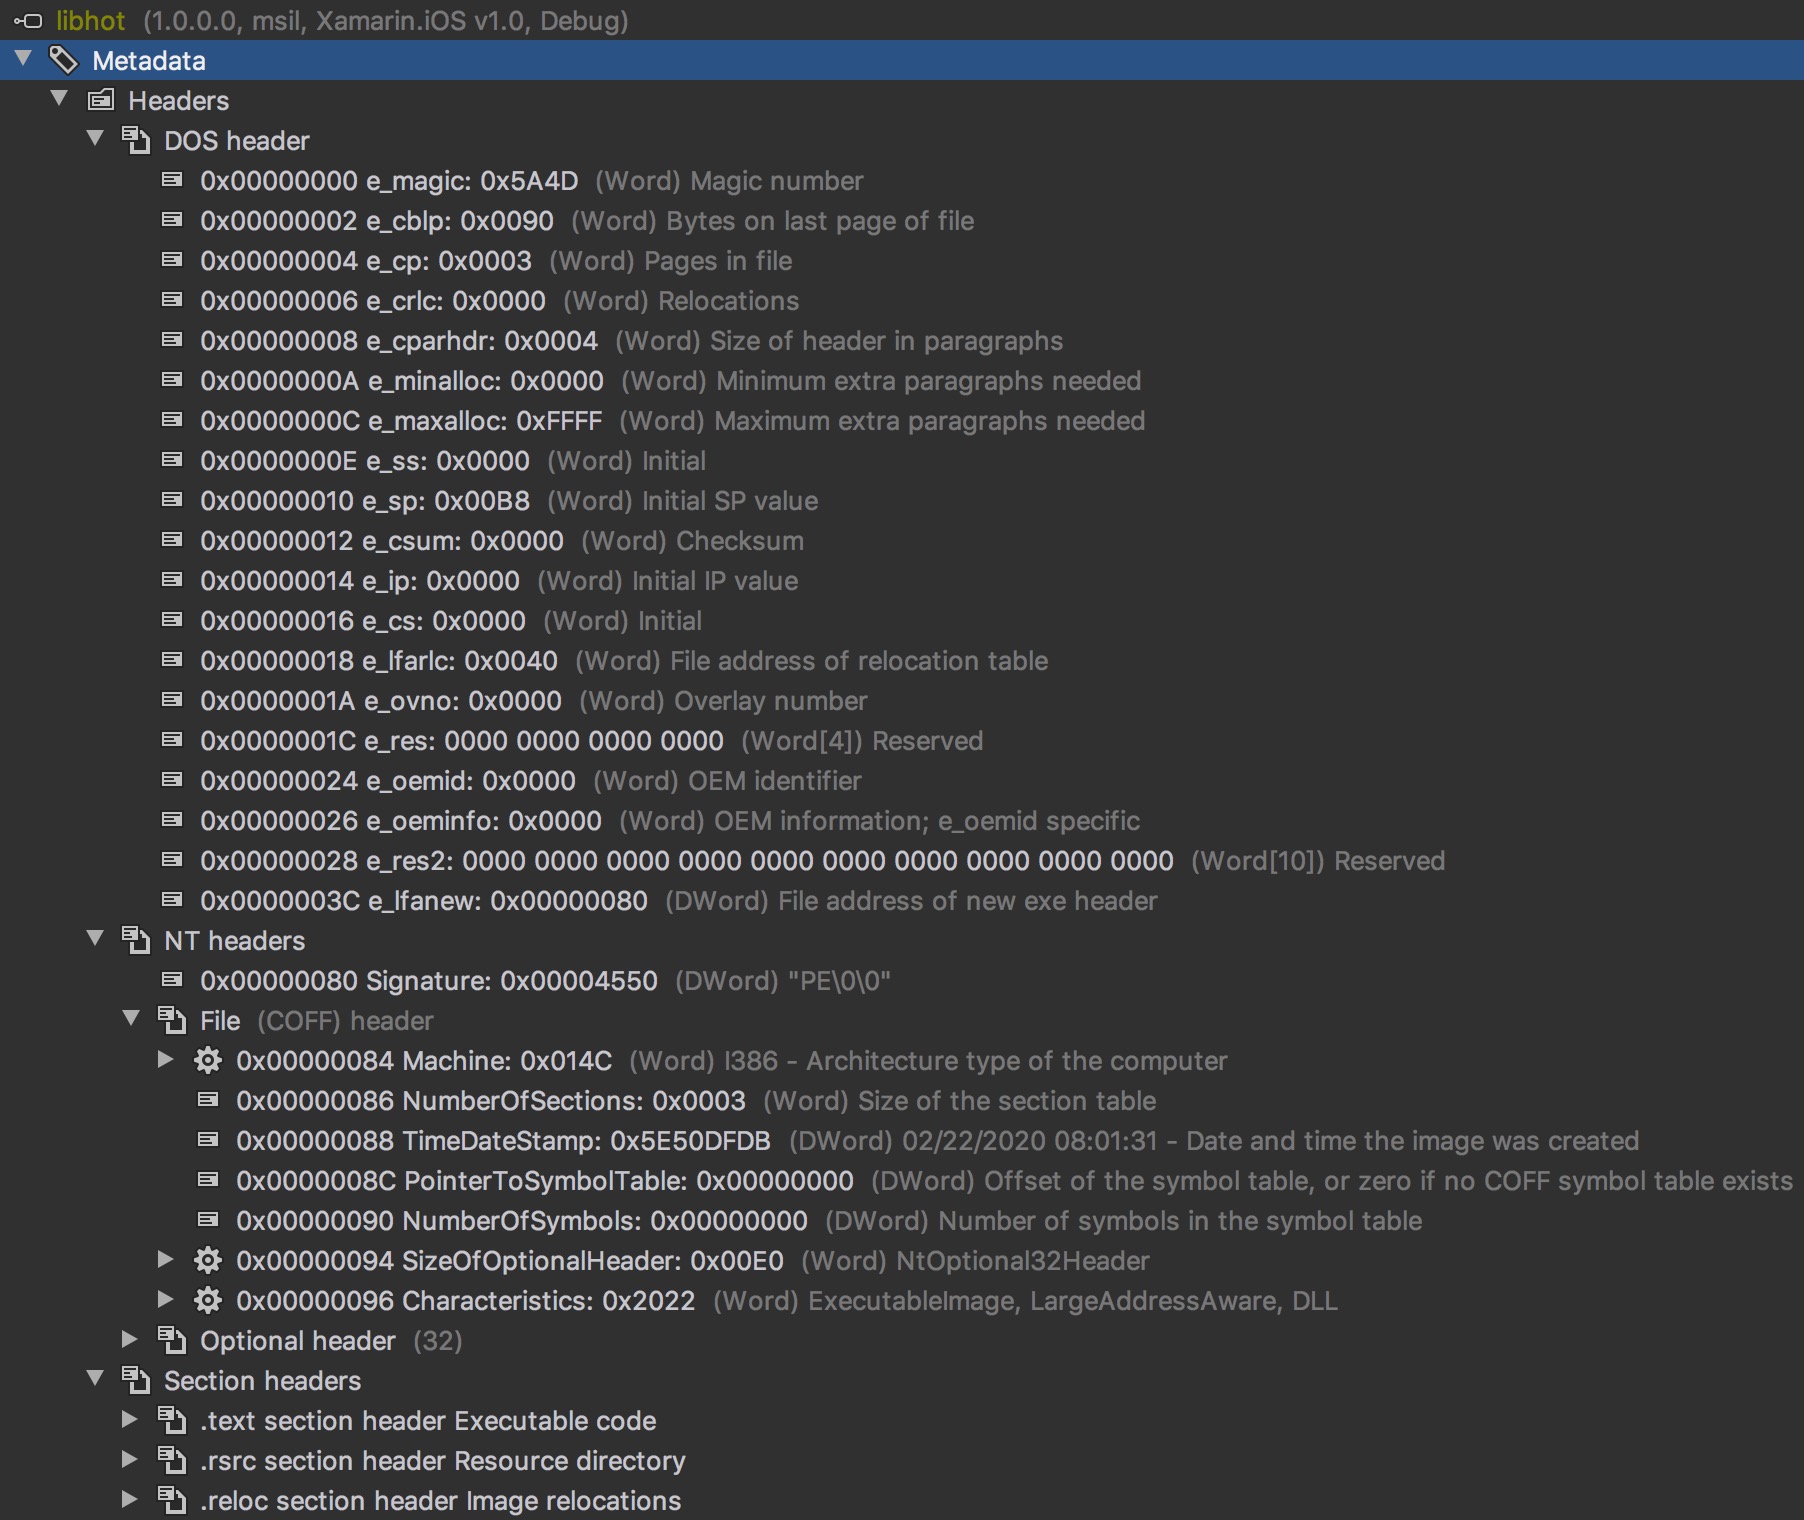 libhot (1.0.0.0, msil, Xamarin.iOS v1.0, Debug)
Metadata
Headers
DOS header
0x00000000 e_magic: 0x5A4D (Word) Magic number
0x00000002 e_cblp: 0x0090 (Word) Bytes on last page of file
0x00000004 e_cp: 0x0003 (Word) Pages in file
0x00000006 e_crlc: 0x0000 (Word) Relocations
0x00000008 e_cparhdr: 0x0004 (Word) Size of header in paragraphs
0x0000000A e_minalloc: 0x0000 (Word) Minimum extra paragraphs needed
0x0000000C e_maxalloc: 0xFFFF (Word) Maximum extra paragraphs needed
0x0000000E e_ss: 0x0000 (Word) Initial
0x00000010 e_sp: 0x00B8 (Word) Initial SP value
0x00000012 e_csum: 0x0000 (Word) Checksum
0x00000014 e_ip: 0x0000 (Word) Initial IP value
0x00000016 e_cs: 0x0000 (Word) Initial
0x00000018 e_lfarlc: 0x0040 (Word) File address of relocation table
0x0000001A e_ovno: 0x0000 (Word) Overlay number
0x0000001C e_res: 0000 0000 0000 0000 (Word[4]) Reserved
0x00000024 e_oemid: 0x0000 (Word) OEM identifier
0x00000026 e_oeminfo: 0x0000 (Word) OEM information; e_oemid specific
0x00000028 e_res2: 0000 0000 0000 0000 0000 0000 0000 0000 0000 0000 (Word[10]) Reserved
0x0000003C e_lfanew: 0x00000080 (DWord) File address of new exe header
NT headers
0x00000080 Signature: 0x00004550 (DWord) "PE\0\0"
File (COFF) header
0x00000084 Machine: 0x014C (Word) I386 - Architecture type of the computer
0x00000086 NumberOfSections: 0x0003 (Word) Size of the section table
0x00000088 TimeDateStamp: 0x5E50DFDB (DWord) 02/22/2020 08:01:31 - Date and time the image was created
0x0000008C PointerToSymbolTable: 0x00000000 (DWord) Offset of the symbol table, or zero if no COFF symbol table exists
0x00000090 NumberOfSymbols: 0x00000000 (DWord) Number of symbols in the symbol table
0x00000094 SizeOfOptionalHeader: 0x00E0 (Word) NtOptional32Header
0x00000096 Characteristics: 0x2022 (Word) ExecutableImage, LargeAddressAware, DLL
Optional header (32)
Section headers
.text section header Executable code
.rsrc section header Resource directory
.reloc section header Image relocations